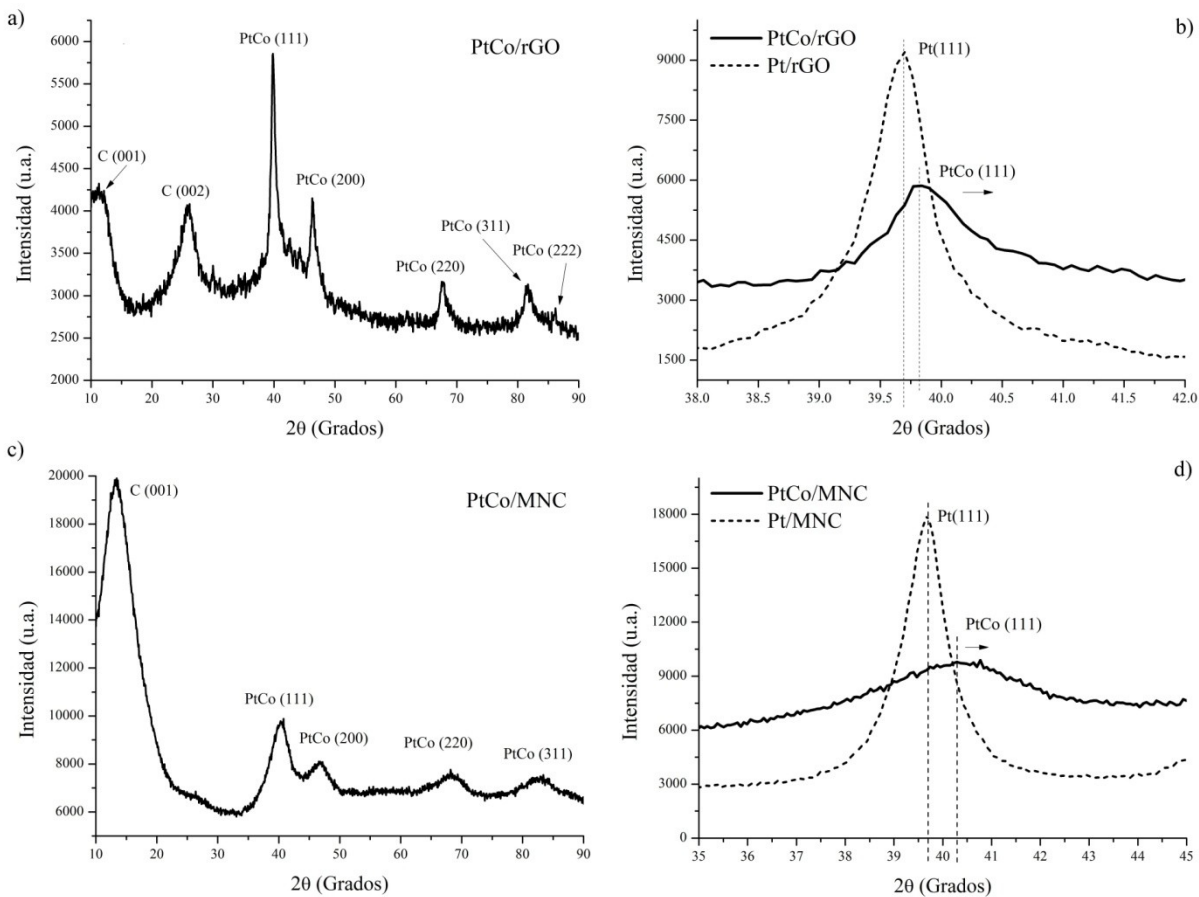 a)
PtCo/rGO
PtCo (111)
C (001)
C (002)
PtCo (200)
PtCo (220)
PtCo (311)
PtCo (222)
6000
5500
5000
4500
4000
3500
3000
2500
2000
Intensidad (u.a.)
10 20 30 40 50 60 70 80 90
2θ (Grados)
b)
PtCo/rGO
Pt/rGO
Pt(111)
PtCo (111)
9000
7500
6000
4500
3000
1500
Intensidad (u.a.)
38.0 38.5 39.0 39.5 40.0 40.5 41.0 41.5 42.0
2θ (Grados)
c)
PtCo/MNC
C (001)
PtCo (111)
PtCo (200)
PtCo (220)
PtCo (311)
20000
18000
16000
14000
12000
10000
8000
6000
Intensidad (u.a.)
10 20 30 40 50 60 70 80 90
2θ (Grados)
d)
PtCo/MNC
Pt/MNC
Pt(111)
PtCo (111)
18000
15000
12000
9000
6000
3000
0
Intensidad (u.a.)
35 36 37 38 39 40 41 42 43 44 45
2θ (Grados)